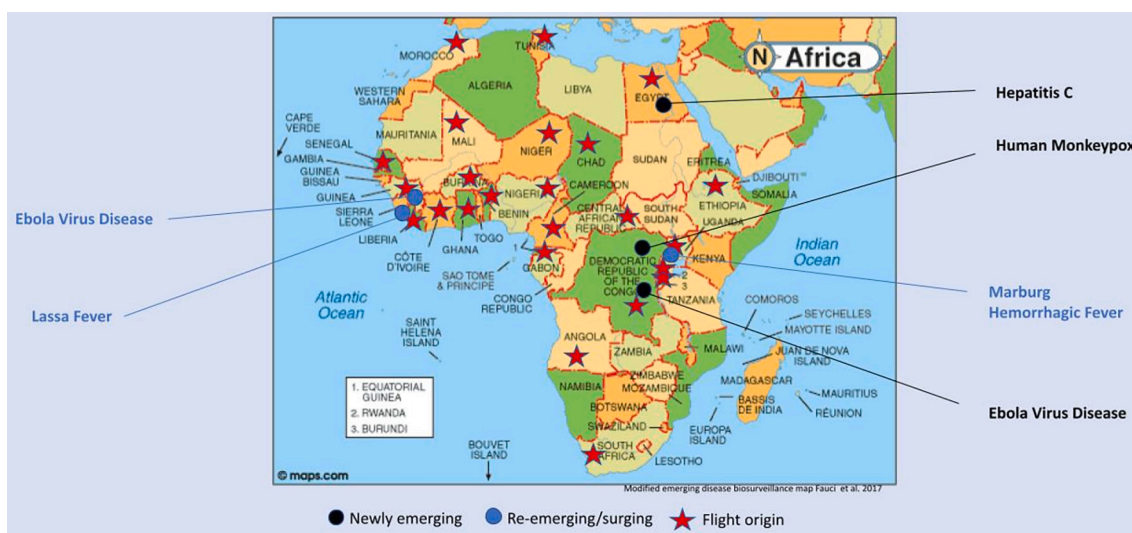 N Africa
MOROCCO
TUNISIA
ALGERIA
LIBYA
EGYPT
WESTERN
SAHARA
CAPE
VERDE
MAURITANIA
MALI
NIGER
CHAD
SUDAN
ERITREA
DJIBOUTI
SENEGAL
GAMBIA
GUINEA
BISSAU
GUINEA
SIERRA
LEONE
LIBERIA
CÔTE
D'IVOIRE
GHANA
TOGO
BENIN
NIGERIA
CAMEROON
CENTRAL
AFRICAN
REPUBLIC
SOUTH
SUDAN
ETHIOPIA
SOMALIA
UGANDA
KENYA
1
GABON
SAO TOME
& PRINCIPE
CONGO
REPUBLIC
DEMOCRATIC
REPUBLIC
OF THE
CONGO
2
3
TANZANIA
Indian
Ocean
Atlantic
Ocean
SAINT
HELENA
ISLAND
COMOROS
SEYCHELLES
MAYOTTE ISLAND
JUAN DE NOVA
ISLAND
ANGOLA
ZAMBIA
MALAWI
ZIMBABWE
MOZAMBIQUE
MADAGASCAR
MAURITIUS
RÉUNION
BASSIS
DE INDIA
EUROPA
ISLAND
NAMIBIA
BOTSWANA
SWAZILAND
SOUTH
AFRICA
LESOTHO
BOUVET
ISLAND
1. EQUATORIAL
GUINEA
2. RWANDA
3. BURUNDI
© maps.com
Hepatitis C
Human Monkeypox
Ebola Virus Disease
Lassa Fever
Marburg
Hemorrhagic Fever
Ebola Virus Disease
Modified emerging disease biosurveillance map Fauci et al. 2017
Newly emerging
Re-emerging/surging
Flight origin